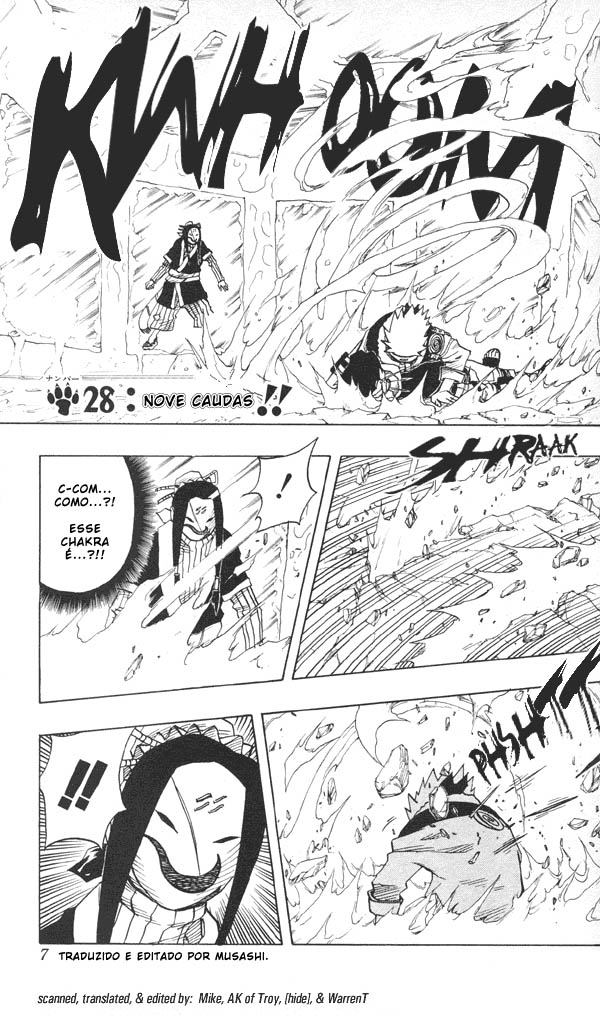 KWHOOM
ナンバー
28: NOVE CAUDAS!!
SHRAAK
!
C-COM...
COMO...?!
ESSE
CHAKRA
É...?!!
PHSHTTT
!!
7 TRADUZIDO E EDITADO POR MUSASHI.
scanned, translated, & edited by: Mike, AK of Troy, [hide], & WarrenT